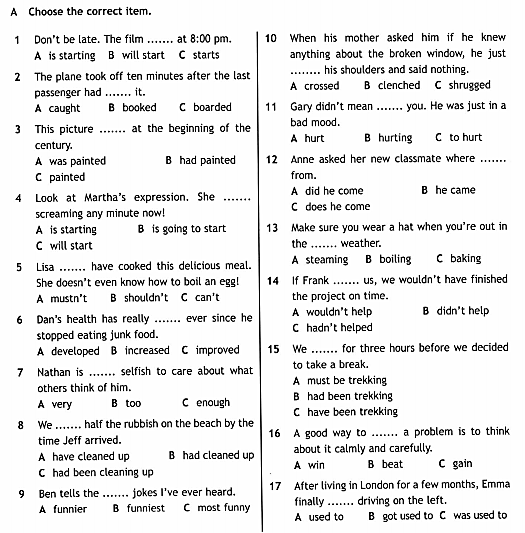 A Choose the correct item.
1 Don't be late. The film ....... at 8:00 pm.
A is starting B will start C starts
2 The plane took off ten minutes after the last
passenger had ....... it.
A caught B booked C boarded
3 This picture ....... at the beginning of the
century.
A was painted B had painted
C painted
4 Look at Martha's expression. She .......
screaming any minute now!
A is starting B is going to start
C will start
5 Lisa ....... have cooked this delicious meal.
She doesn't even know how to boil an egg!
A mustn't B shouldn't C can't
6 Dan's health has really ....... ever since he
stopped eating junk food.
A developed B increased C improved
7 Nathan is ....... selfish to care about what
others think of him.
A very B too C enough
8 We ....... half the rubbish on the beach by the
time Jeff arrived.
A have cleaned up B had cleaned up
C had been cleaning up
9 Ben tells the ....... jokes I've ever heard.
A funnier B funniest C most funny
10 When his mother asked him if he knew
anything about the broken window, he just
........ his shoulders and said nothing.
A crossed B clenched C shrugged
11 Gary didn't mean ....... you. He was just in a
bad mood.
A hurt B hurting C to hurt
12 Anne asked her new classmate where .......
from.
A did he come B he came
C does he come
13 Make sure you wear a hat when you're out in
the ....... weather.
A steaming B boiling C baking
14 If Frank ....... us, we wouldn't have finished
the project on time.
A wouldn't help B didn't help
C hadn't helped
15 We ....... for three hours before we decided
to take a break.
A must be trekking
B had been trekking
C have been trekking
16 A good way to ....... a problem is to think
about it calmly and carefully.
A win B beat C gain
17 After living in London for a few months, Emma
finally ....... driving on the left.
A used to B got used to C was used to